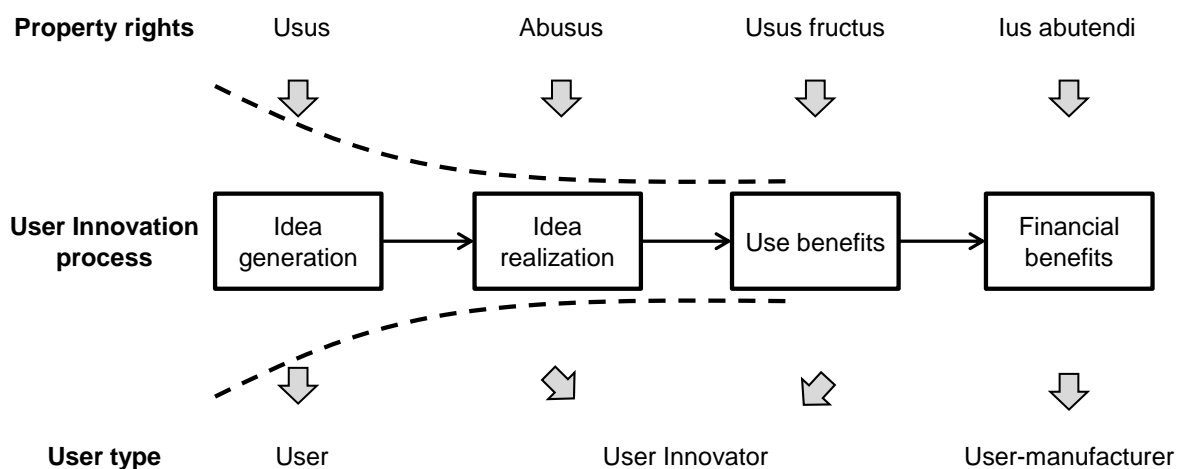 Property rights Usus Abusus Usus fructus Ius abutendi
User Innovation
process
Idea
generation
Idea
realization
Use benefits
Financial
benefits
User type User User Innovator User-manufacturer